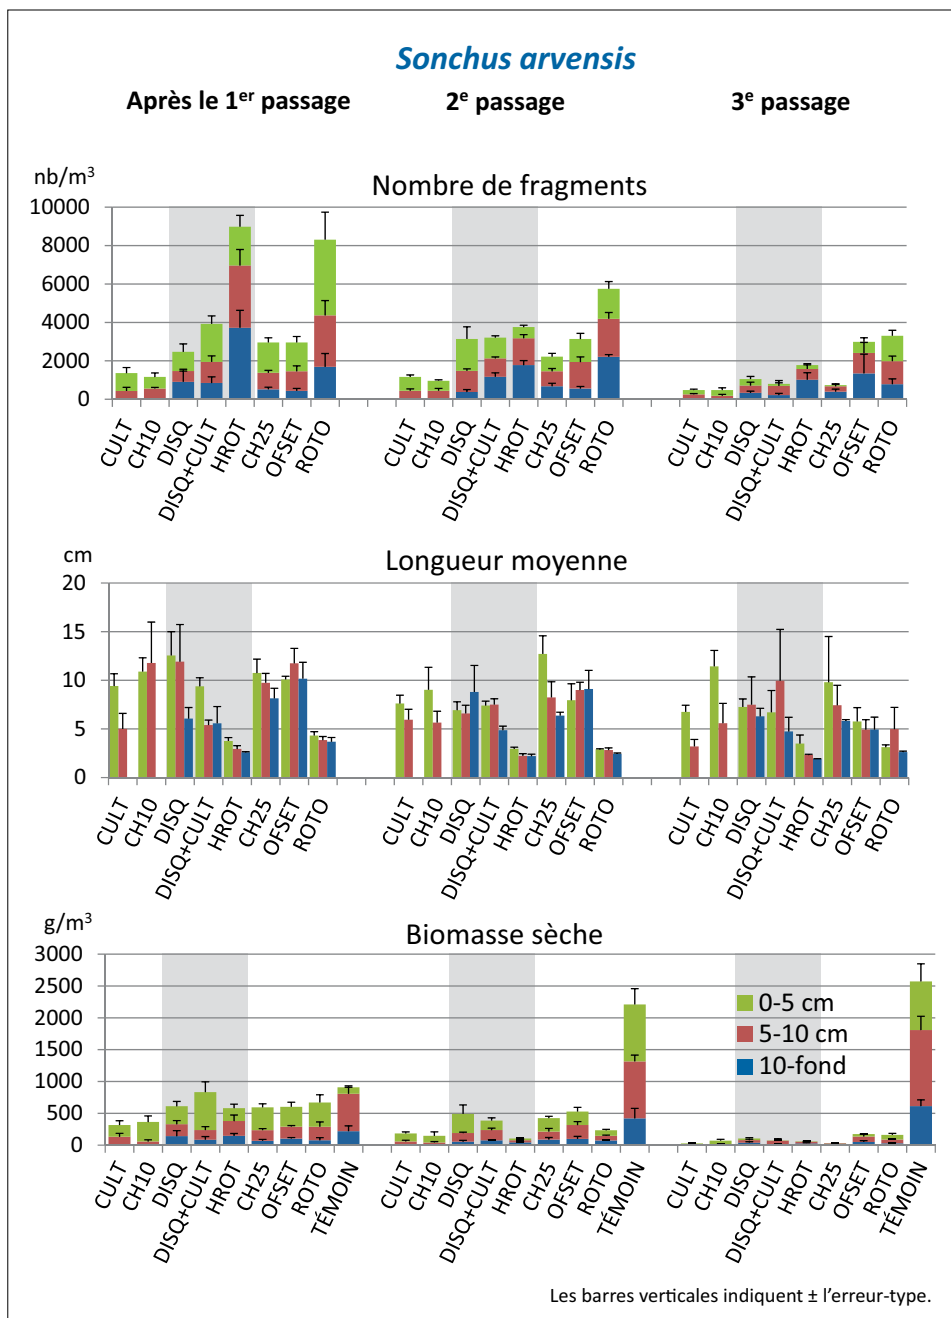 Sonchus arvensis
Après le 1er passage
2e passage
3e passage
nb/m³
Nombre de fragments
10000
8000
6000
4000
2000
0
CULT
CH10
DISQ
DISQ+CULT
HROT
CH25
OFSET
ROTO
CULT
CH10
DISQ
DISQ+CULT
HROT
CH25
OFSET
ROTO
CULT
CH10
DISQ
DISQ+CULT
HROT
CH25
OFSET
ROTO
cm
Longueur moyenne
20
15
10
5
0
CULT
CH10
DISQ
DISQ+CULT
HROT
CH25
OFSET
ROTO
CULT
CH10
DISQ
DISQ+CULT
HROT
CH25
OFSET
ROTO
CULT
CH10
DISQ
DISQ+CULT
HROT
CH25
OFSET
ROTO
g/m³
Biomasse sèche
3000
2500
2000
1500
1000
500
0
0-5 cm
5-10 cm
10-fond
CULT
CH10
DISQ
DISQ+CULT
HROT
CH25
OFSET
ROTO
TÉMOIN
CULT
CH10
DISQ
DISQ+CULT
HROT
CH25
OFSET
ROTO
TÉMOIN
CULT
CH10
DISQ
DISQ+CULT
HROT
CH25
OFSET
ROTO
TÉMOIN
Les barres verticales indiquent ± l'erreur-type.